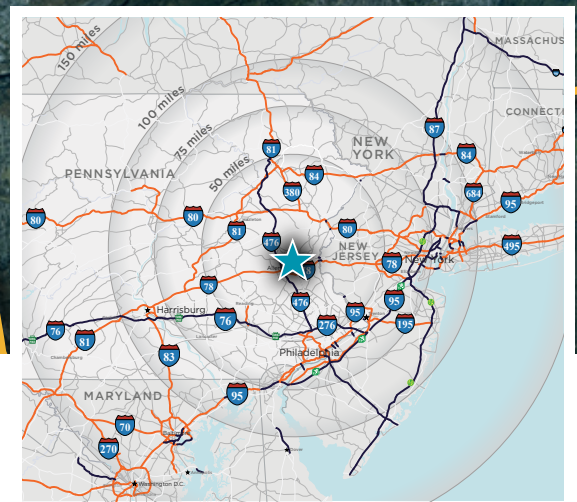 150 miles
100 miles
75 miles
50 miles
MASSACHUS
CONNECT
NEW
YORK
PENNSYLVANIA
87
81
84
84
380
684
95
80
80
81
80
476
NEW
JERSEY
78
New York
495
78
476
95
95
Harrisburg
76
276
195
76
81
83
Philadelphia
MARYLAND
95
70
270
Washington D.C.